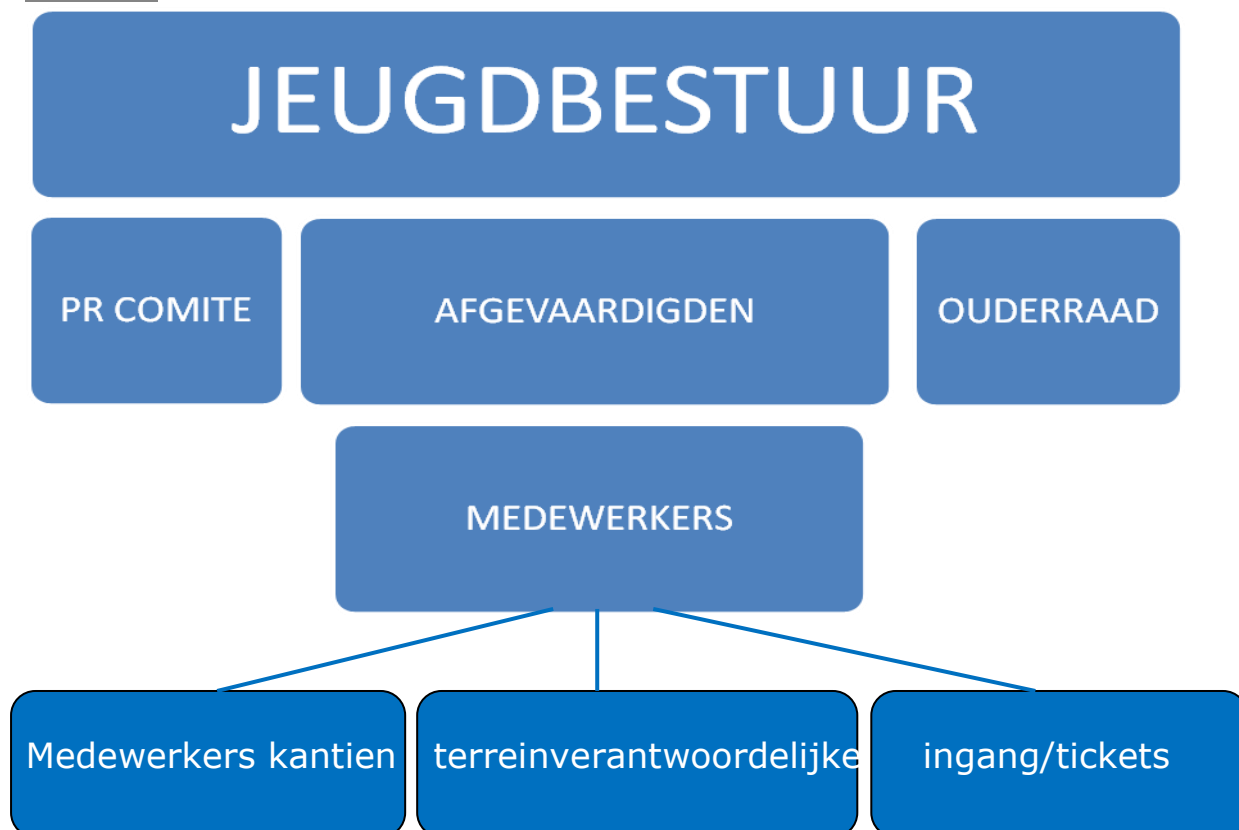 JEUGDBESTUUR
PR COMITE
AFGEVAARDIGDEN
OUDERRAAD
MEDEWERKERS
Medewerkers kantien
terreinverantwoordelijke
ingang/tickets